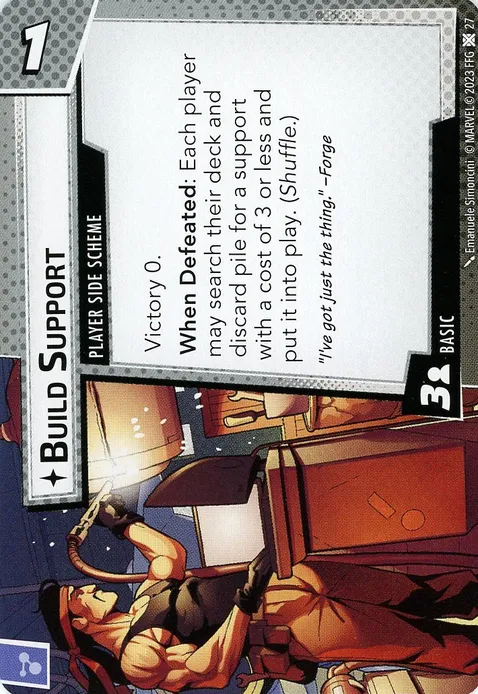 1
BUILD SUPPORT
PLAYER SIDE SCHEME
Victory 0.
When Defeated: Each player
may search their deck and
discard pile for a support
with a cost of 3 or less and
put it into play. (Shuffle.)
"I've got just the thing." –Forge
3
BASIC
Emanuele Simoncini © MARVEL © 2023 FFG 27